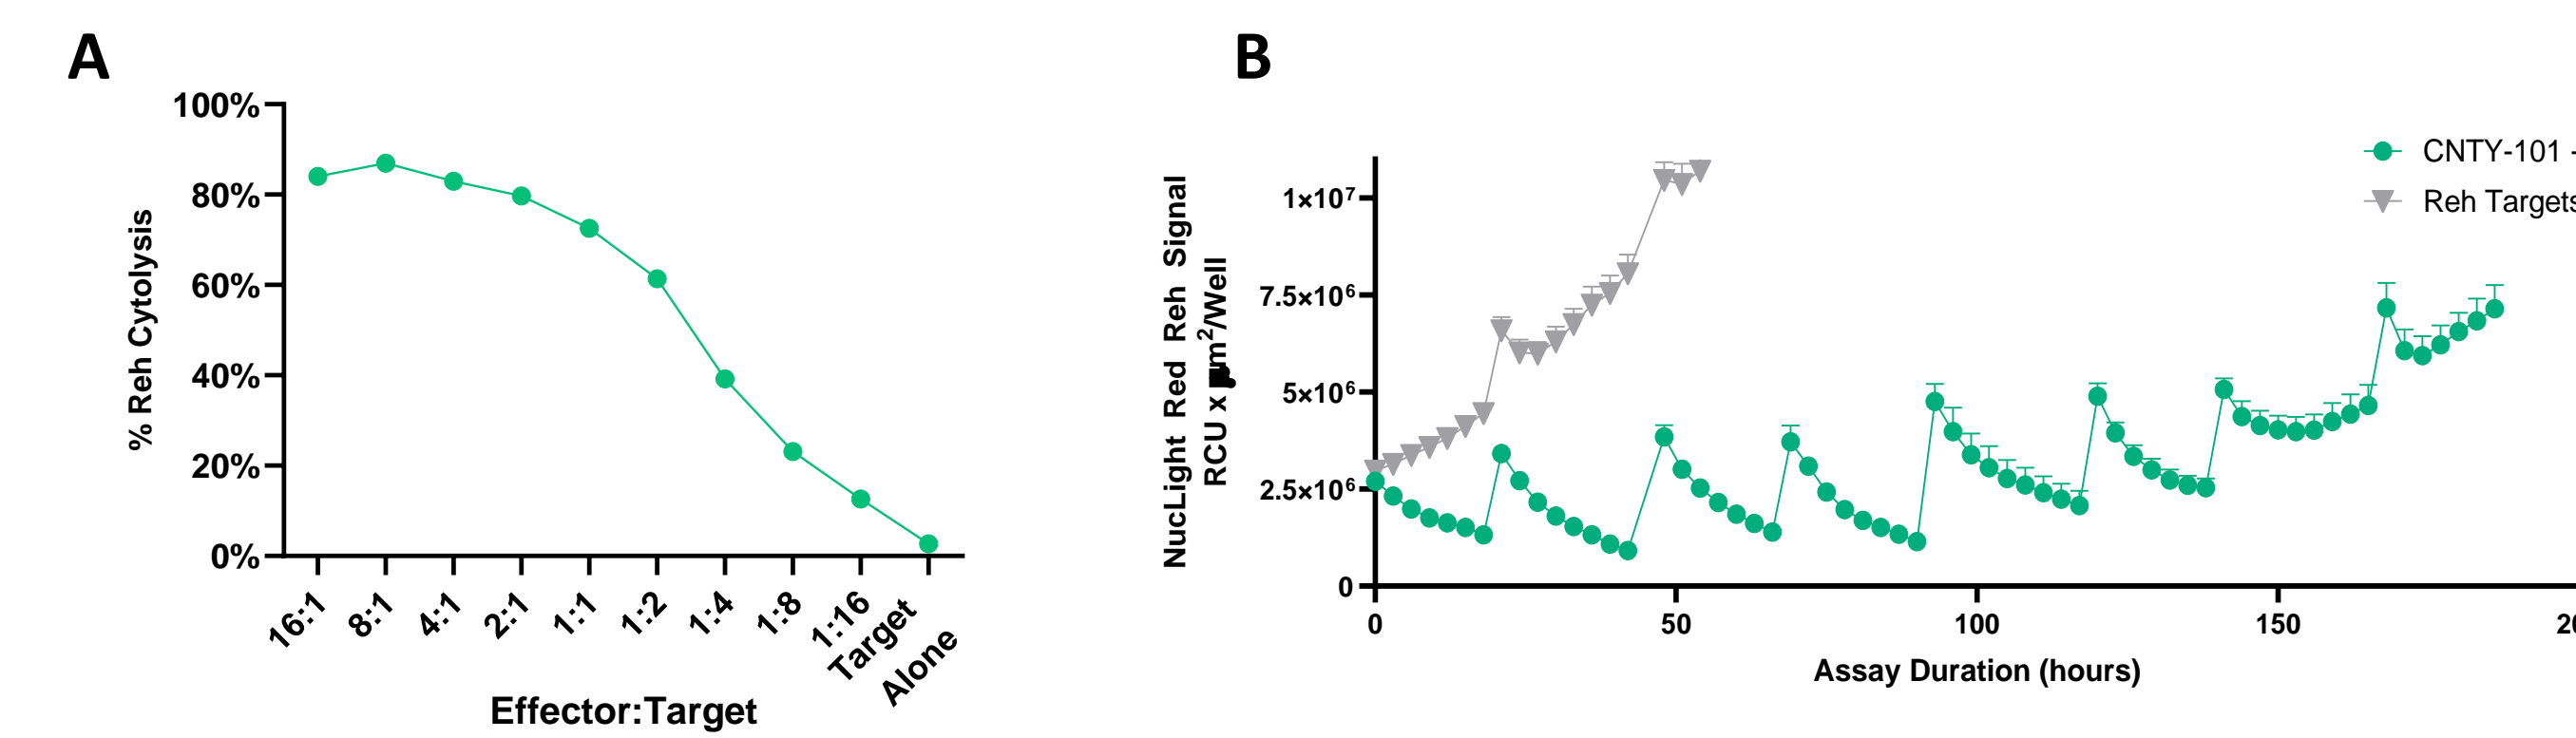 A
% Reh Cytolysis
100%
80%
60%
40%
20%
0%
16:1
8:1
4:1
2:1
1:1
1:2
1:4
1:8
1:16
Target
Alone
Effector:Target
B
NucLight Red Reh Signal
RCU x µm²/Well
1×10⁷
7.5×10⁶
5×10⁶
2.5×10⁶
0
0
50
100
150
Assay Duration (hours)
CNTY-101 -
Reh Targets